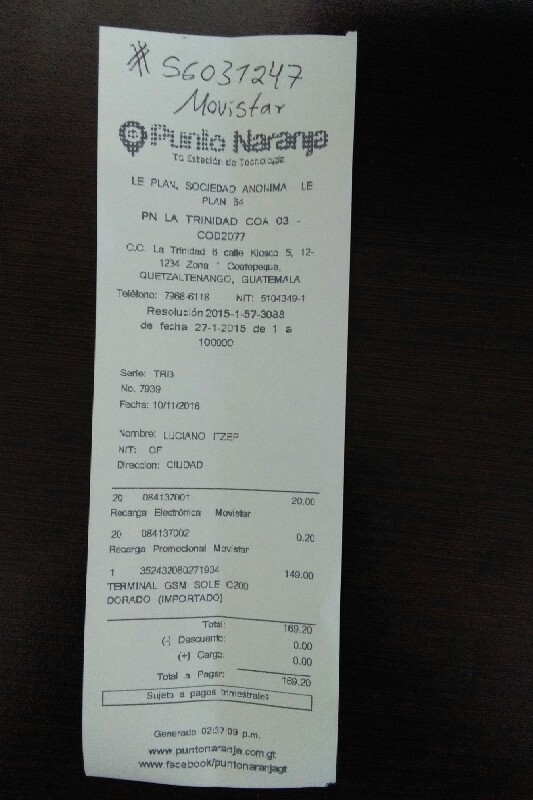 # S6031247
Movistar
Punto Naranja
Tu Estación de Tecnología
LE PLAN, SOCIEDAD ANONIMA LE
PLAN 64
PN LA TRINIDAD COA 03 -
COD2077
C.C. La Trinidad 6 calle Kiosco 5, 12-
1234 Zona 1 Coatepeque,
QUETZALTENANGO, GUATEMALA
Teléfono: 7968-6118 NIT: 5104349-1
Resolución 2015-1-57-3088
de fecha 27-1-2015 de 1 a
100000
Serie: TRI3
No. 7939
Fecha: 10/11/2016
Nombre: LUCIANO ITZEP
NIT: CF
Direccion: CIUDAD
20 084137001 20.00
Recarga Electrónica Movistar
20 084137002 0.20
Recarga Promocional Movistar
1 352432080271934 149.00
TERMINAL GSM SOLE C200
DORADO (IMPORTADO)
Total: 169.20
(-) Descuento: 0.00
(+) Cargo: 0.00
Total a Pagar: 169.20
Sujeto a pagos trimestrales
Generado 02:37:09 p.m.
www.puntonaranja.com.gt
www.facebook/puntonaranjagt